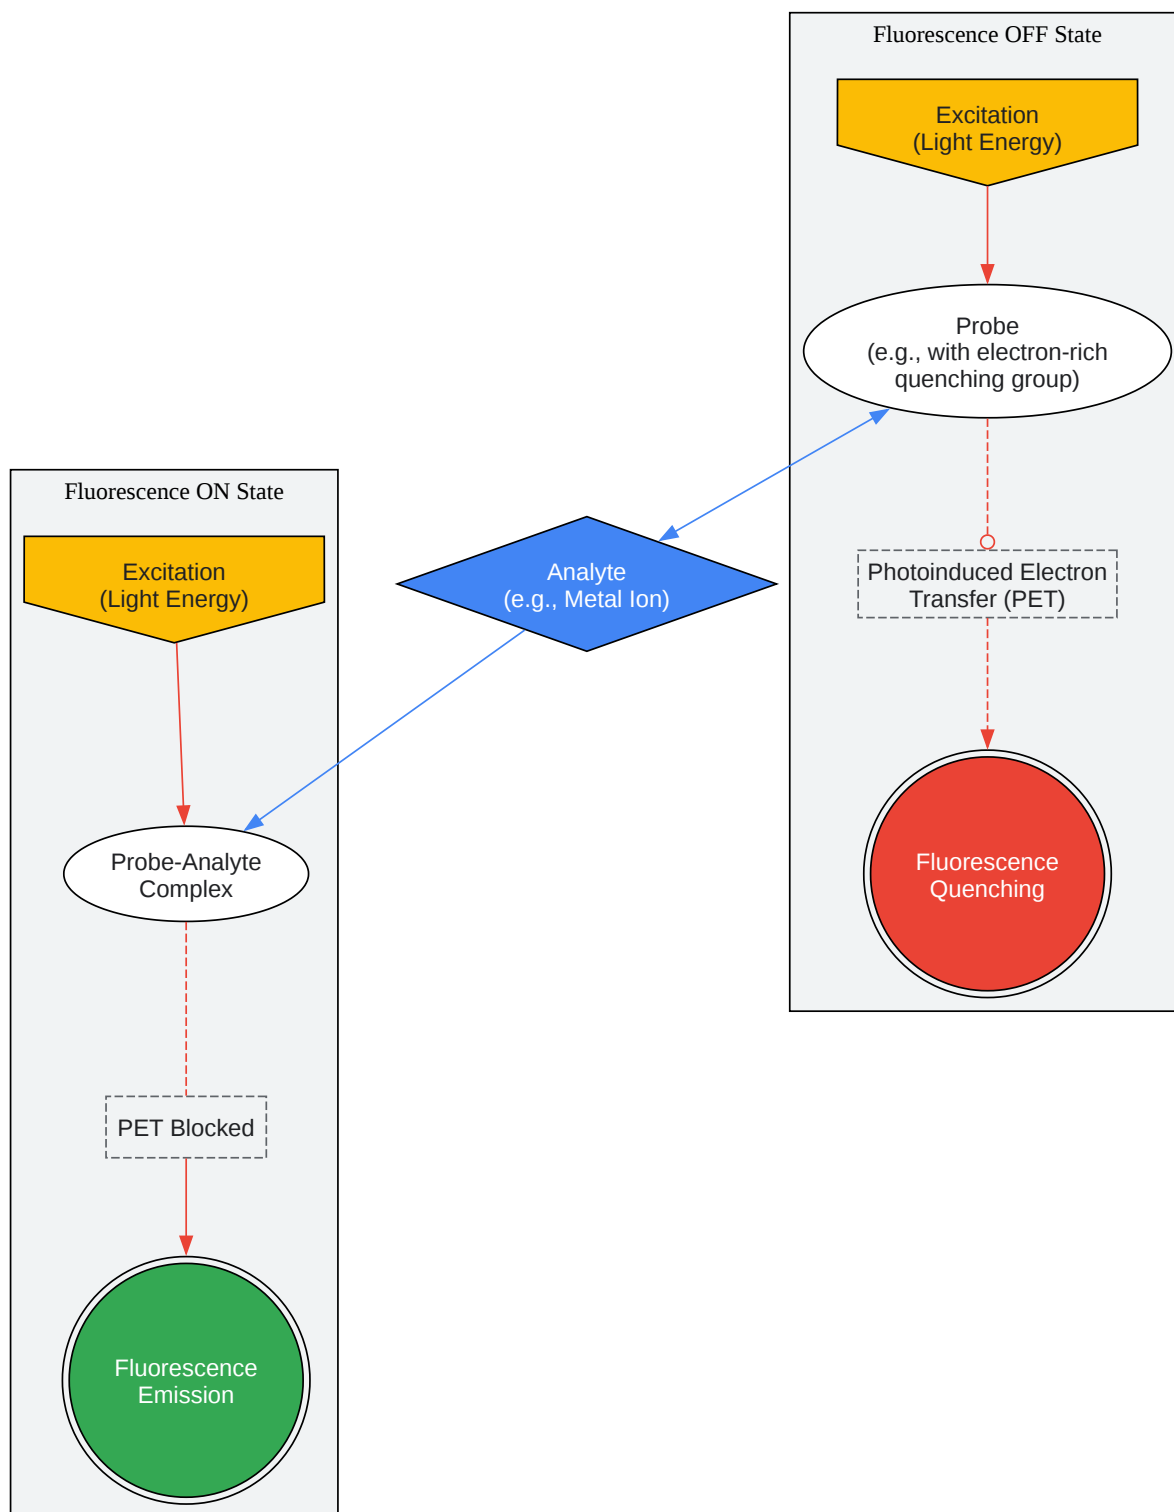 Fluorescence OFF State
Excitation
(Light Energy)
Probe
(e.g., with electron-rich
quenching group)
Photoinduced Electron
Transfer (PET)
Fluorescence
Quenching
Analyte
(e.g., Metal Ion)
Fluorescence ON State
Excitation
(Light Energy)
Probe-Analyte
Complex
PET Blocked
Fluorescence
Emission